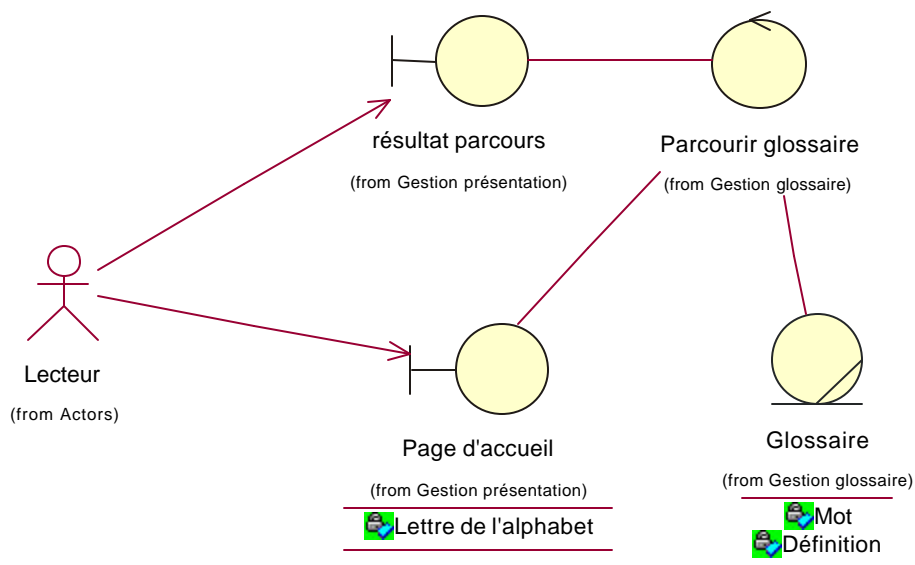 résultat parcours
(from Gestion présentation)
Parcourir glossaire
(from Gestion glossaire)
Lecteur
(from Actors)
Page d'accueil
(from Gestion présentation)
Lettre de l'alphabet
Glossaire
(from Gestion glossaire)
Mot
Définition